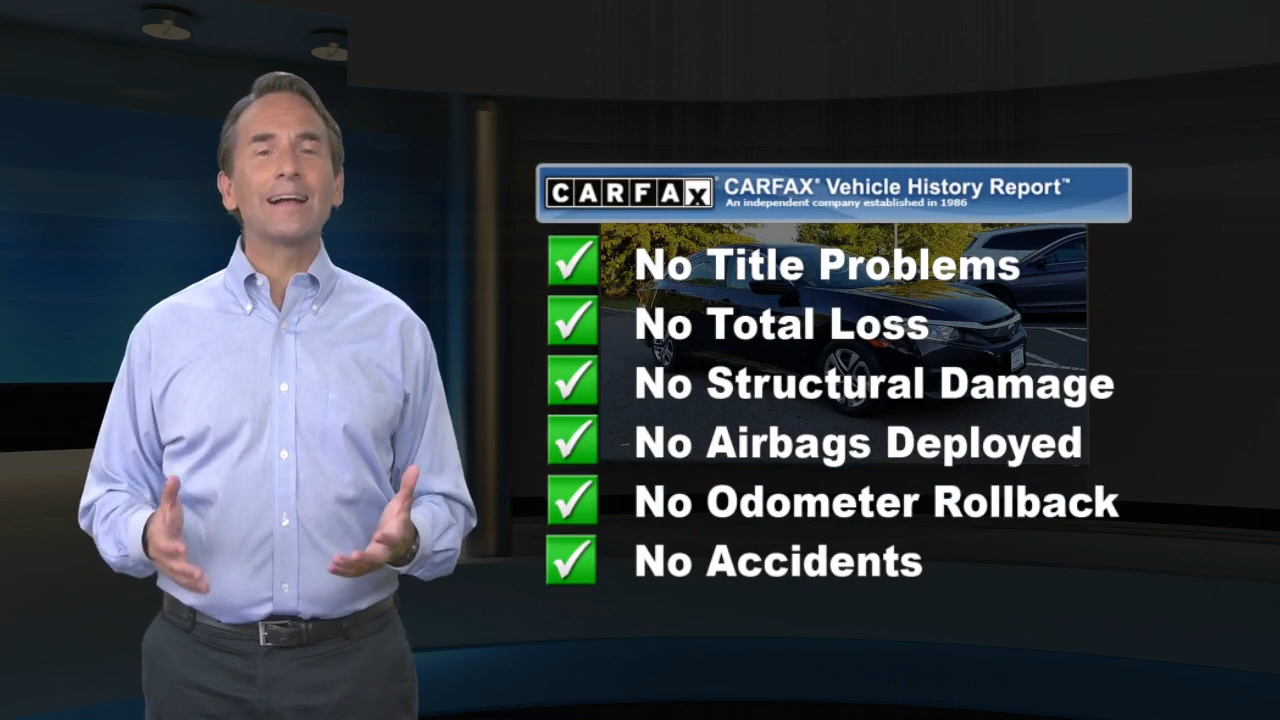 CARFAX® CARFAX® Vehicle History Report™
An independent company established in 1986
No Title Problems
No Total Loss
No Structural Damage
No Airbags Deployed
No Odometer Rollback
No Accidents